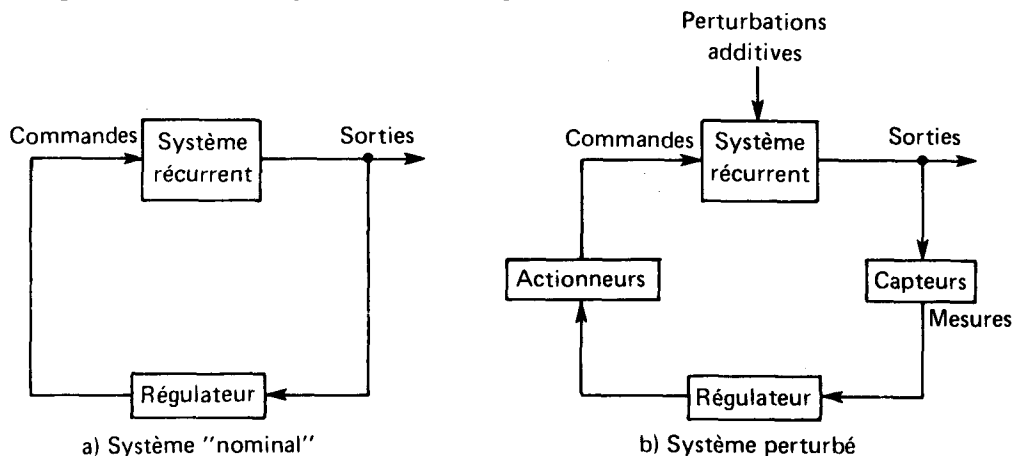 Commandes
Système
récurrent
Sorties
Régulateur
a) Système "nominal"
Perturbations
additives
Commandes
Système
récurrent
Sorties
Actionneurs
Capteurs
Mesures
Régulateur
b) Système perturbé